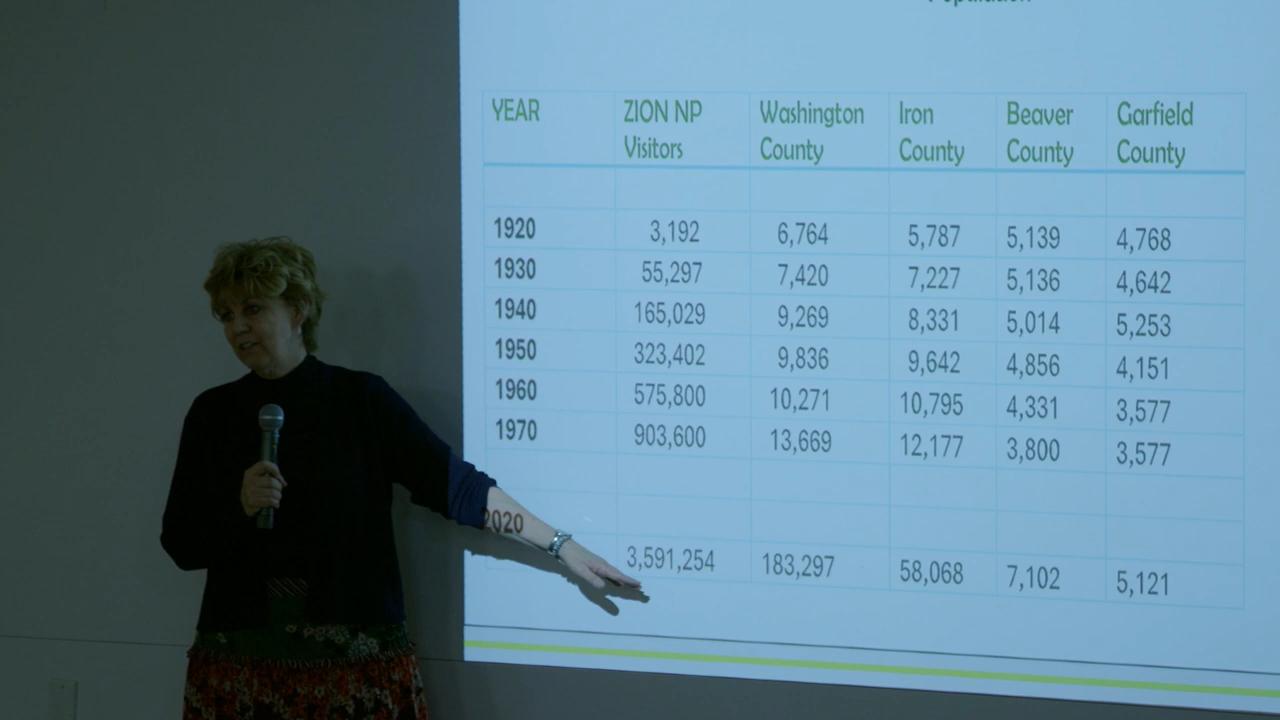 Population
YEAR ZION NP Visitors Washington County Iron County Beaver County Garfield County
1920 3,192 6,764 5,787 5,139 4,768
1930 55,297 7,420 7,227 5,136 4,642
1940 165,029 9,269 8,331 5,014 5,253
1950 323,402 9,836 9,642 4,856 4,151
1960 575,800 10,271 10,795 4,331 3,577
1970 903,600 13,669 12,177 3,800 3,577
2020
3,591,254 183,297 58,068 7,102 5,121